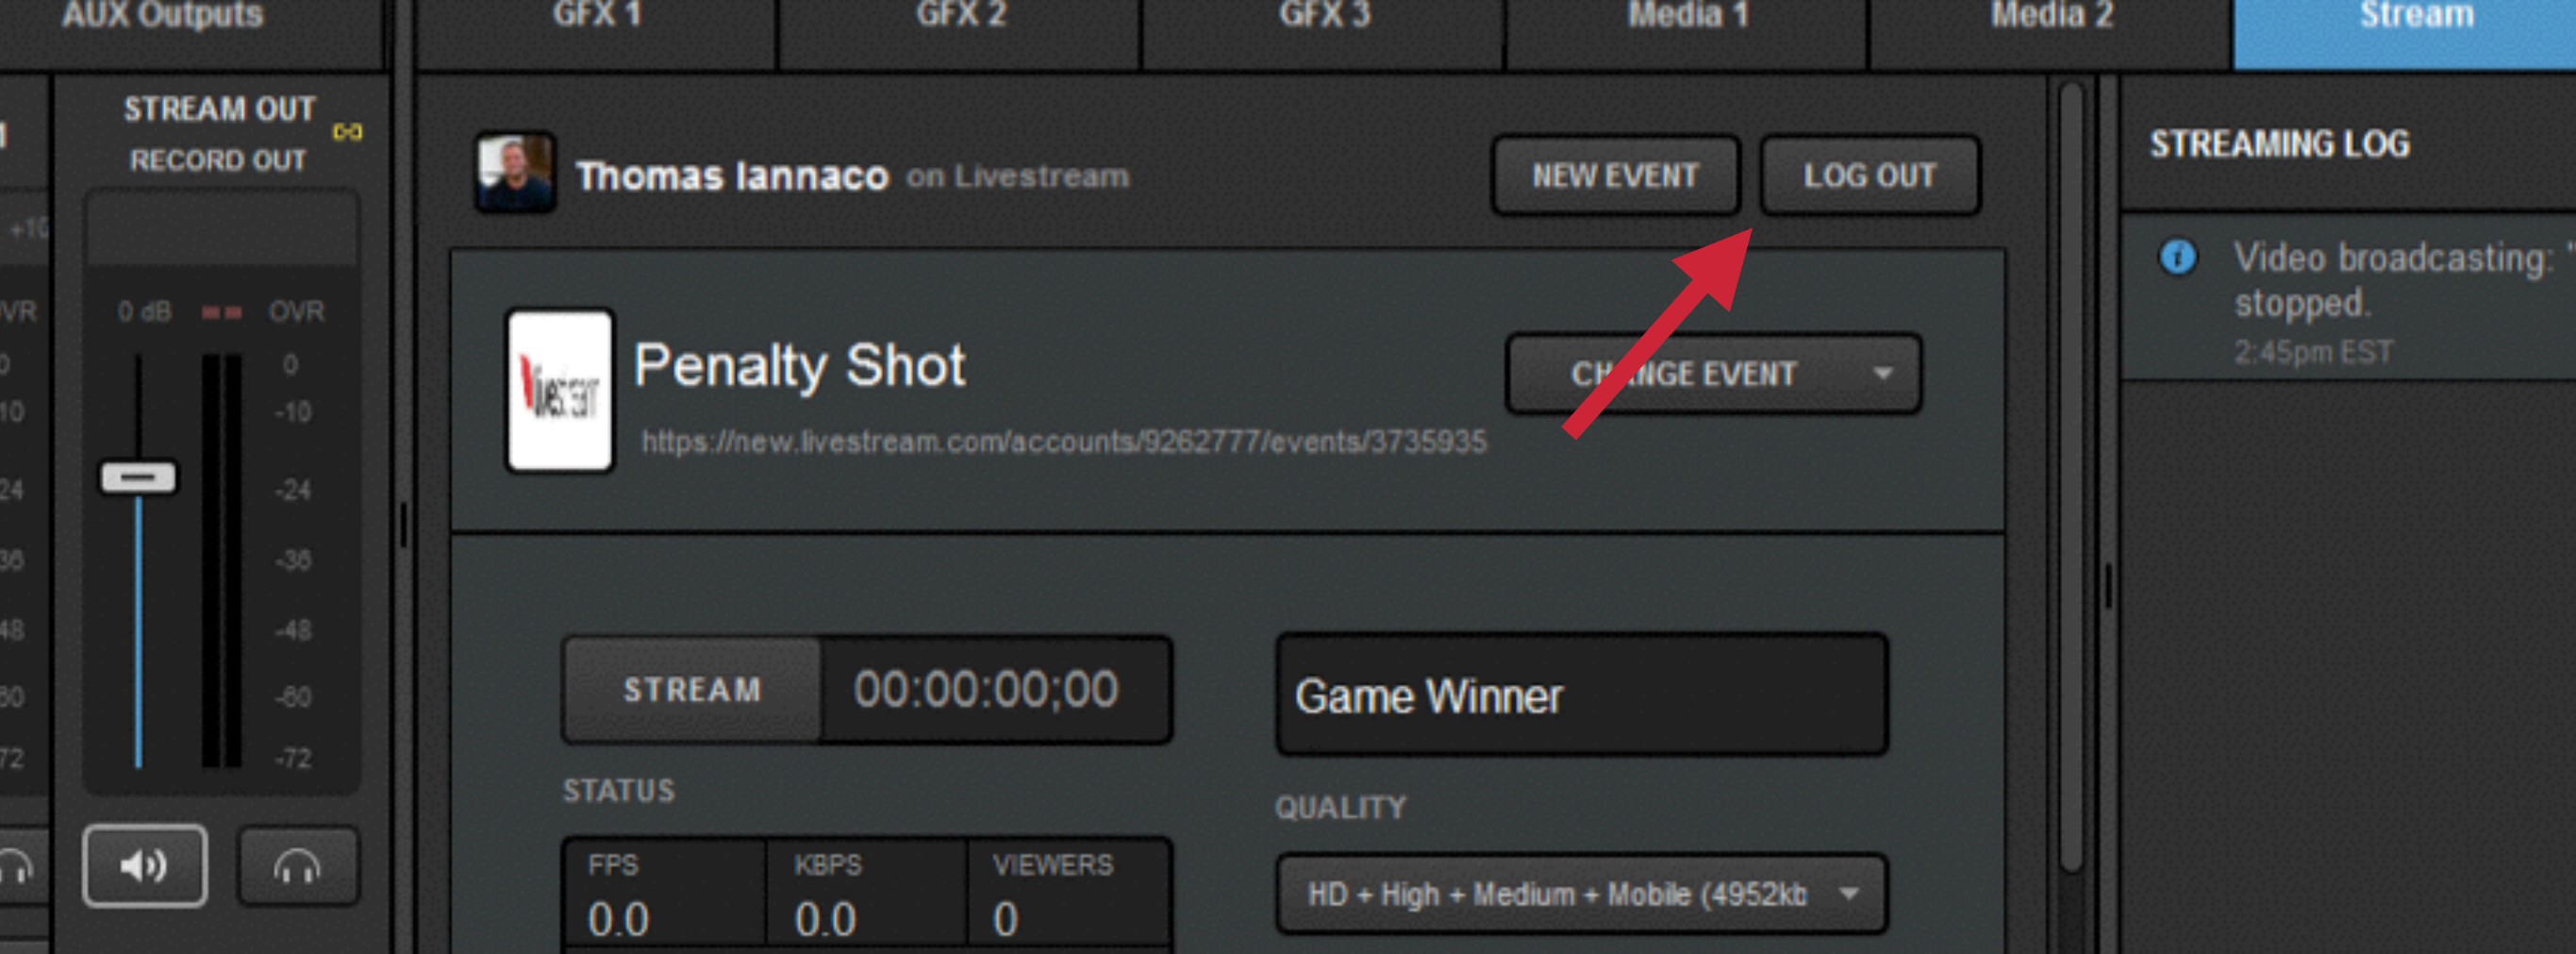 AUX Outputs
GFX 1
GFX 2
GFX 3
Media 1
Media 2
Stream
STREAM OUT
RECORD OUT
0 dB
OVR
0
-10
-24
-36
-48
-60
-72
Thomas Iannaco on Livestream
NEW EVENT
LOG OUT
Penalty Shot
https://new.livestream.com/accounts/9262777/events/3735935
CHANGE EVENT
livestream
STREAM
00:00:00;00
Game Winner
STATUS
FPS
0.0
KBPS
0.0
VIEWERS
0
QUALITY
HD + High + Medium + Mobile (4952kb
STREAMING LOG
Video broadcasting: "
stopped.
2:45pm EST